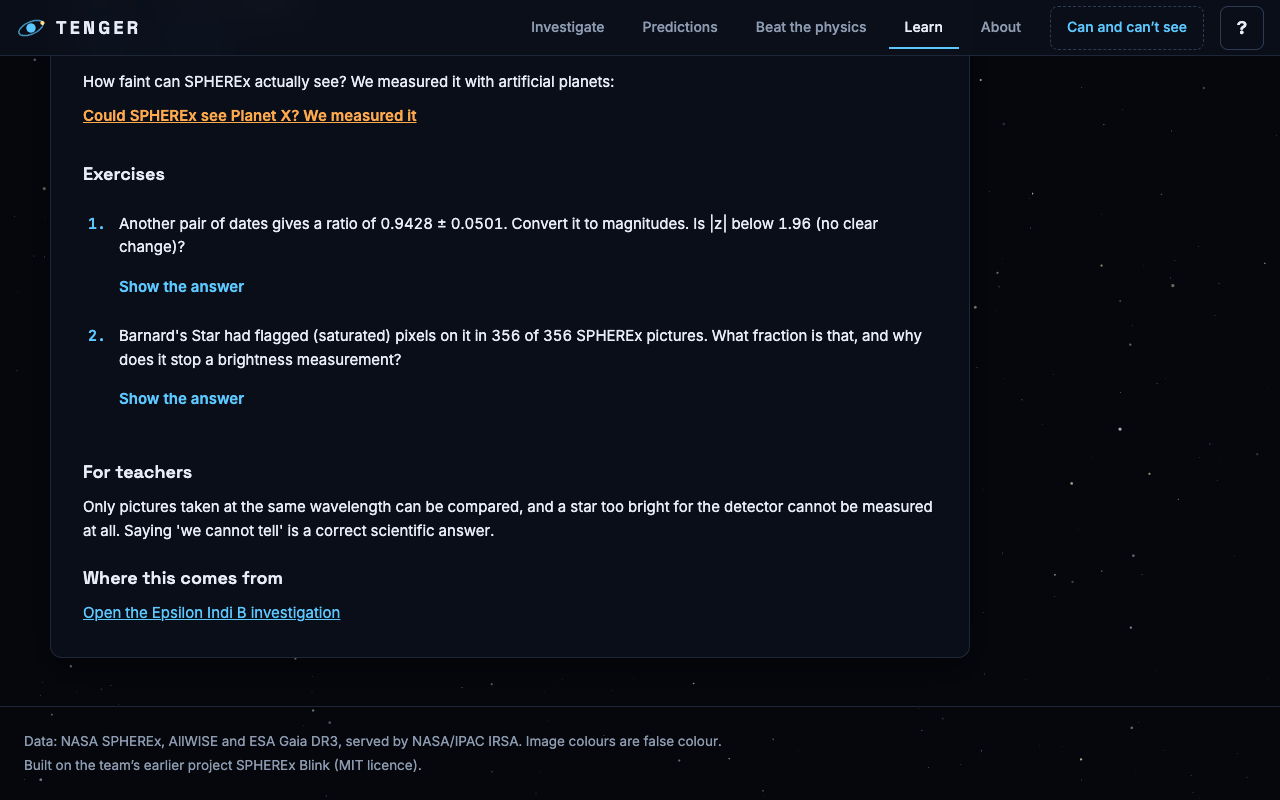 TENGER
Investigate
Predictions
Beat the physics
Learn
About
Can and can’t see
?
How faint can SPHEREx actually see? We measured it with artificial planets:
Could SPHEREx see Planet X? We measured it
Exercises
1. Another pair of dates gives a ratio of 0.9428 ± 0.0501. Convert it to magnitudes. Is |z| below 1.96 (no clear
change)?
Show the answer
2. Barnard's Star had flagged (saturated) pixels on it in 356 of 356 SPHEREx pictures. What fraction is that, and why
does it stop a brightness measurement?
Show the answer
For teachers
Only pictures taken at the same wavelength can be compared, and a star too bright for the detector cannot be measured
at all. Saying 'we cannot tell' is a correct scientific answer.
Where this comes from
Open the Epsilon Indi B investigation
Data: NASA SPHEREx, AllWISE and ESA Gaia DR3, served by NASA/IPAC IRSA. Image colours are false colour.
Built on the team’s earlier project SPHEREx Blink (MIT licence).